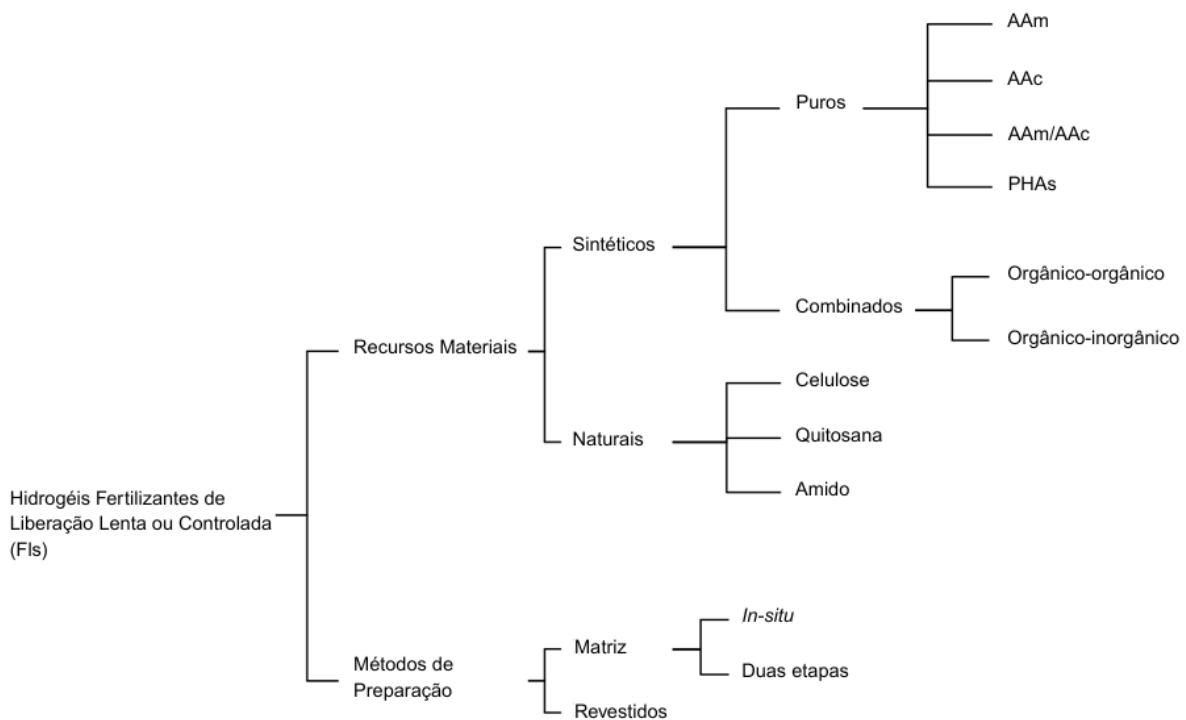 AAm
AAc
Puros
AAm/AAc
PHAs
Sintéticos
Orgânico-orgânico
Combinados
Orgânico-inorgânico
Recursos Materiais
Celulose
Naturais
Quitosana
Amido
Hidrogéis Fertilizantes de
Liberação Lenta ou Controlada
(Fls)
In-situ
Matriz
Duas etapas
Métodos de
Preparação
Revestidos